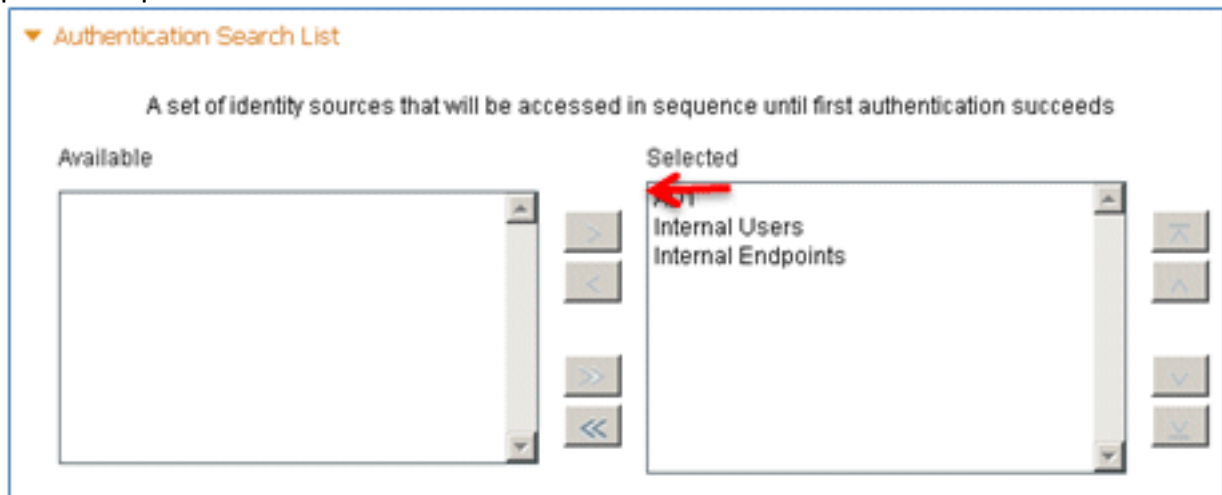 Authentication Search List
A set of identity sources that will be accessed in sequence until first authentication succeeds
Available
Selected
Internal Users
Internal Endpoints